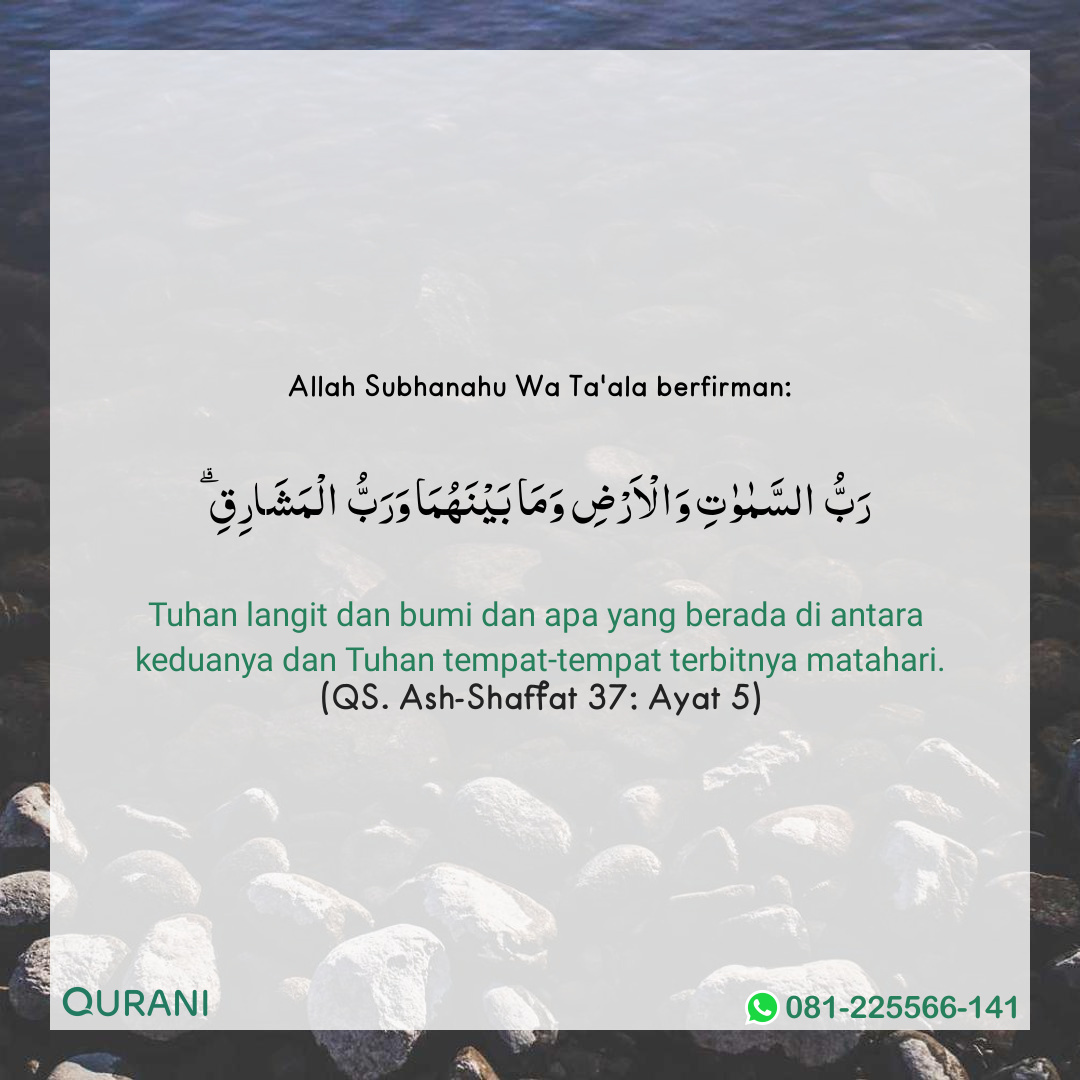 Allah Subhanahu Wa Ta'ala berfirman:
رَبُّ السَّمٰوٰتِ وَالْاَرْضِ وَمَا بَيْنَهُمَا وَرَبُّ الْمَشَارِقِ ۗ
Tuhan langit dan bumi dan apa yang berada di antara
keduanya dan Tuhan tempat-tempat terbitnya matahari.
(QS. Ash-Shaffat 37: Ayat 5)
QURANI
081-225566-141